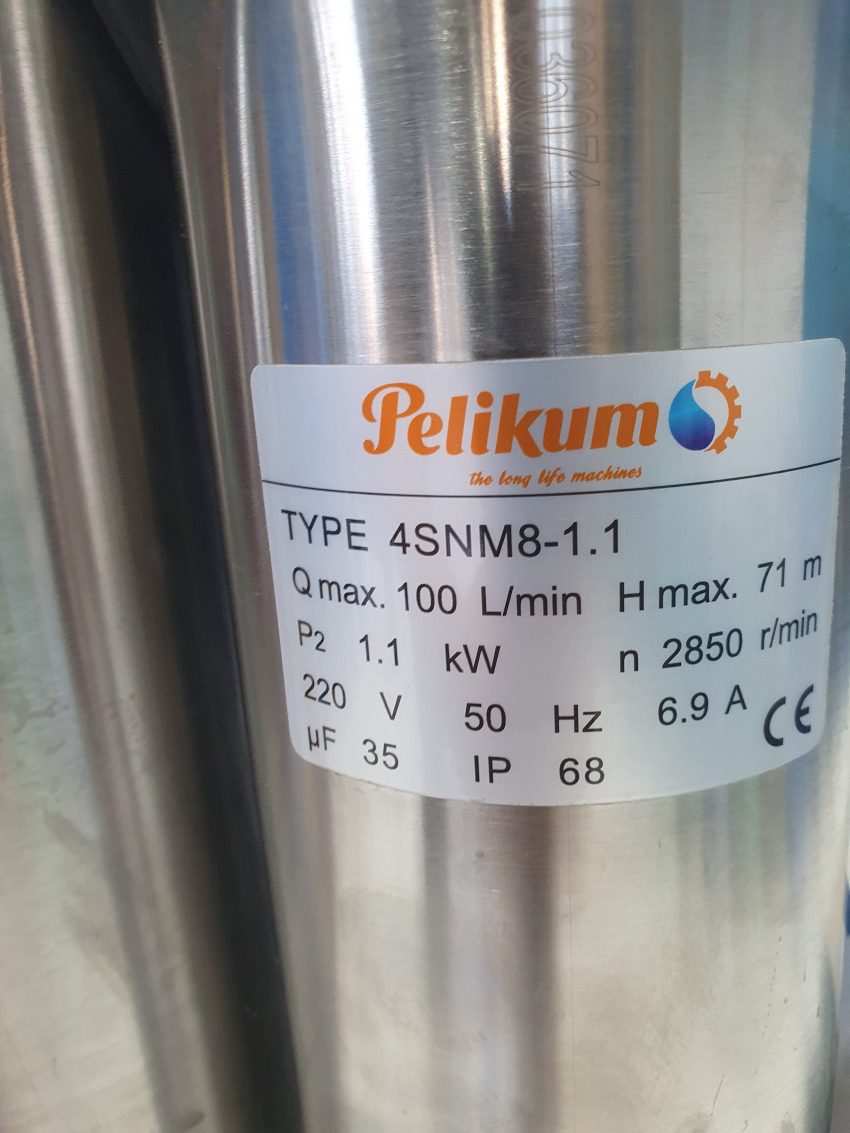 Pelikum
the long life machines
TYPE 4SNM8-1.1
Q max. 100 L/min H max. 71 m
P2 1.1 kW n 2850 r/min
220 V 50 Hz 6.9 A CE
µF 35 IP 68